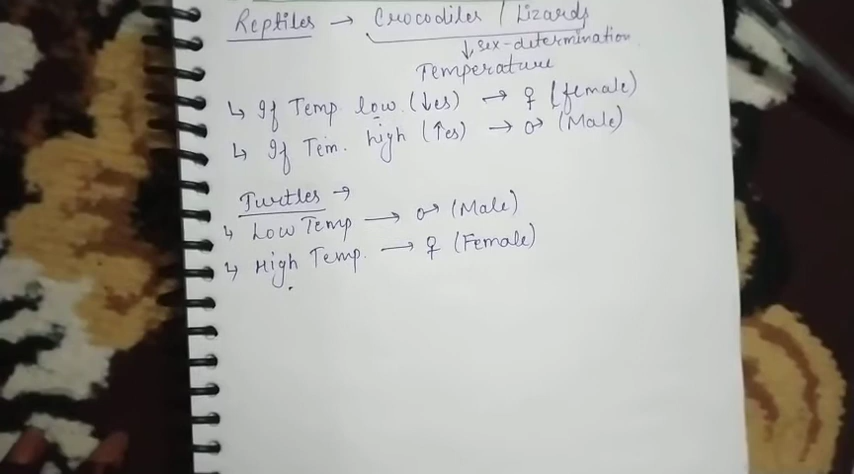 Reptiles → Crocodiles / Lizards
↓ sex-determination
Temperature
↳ If Temp low (↓es) → ♀ (female)
↳ If Tem. high (↑es) → ♂ (Male)
Turtles →
↳ Low Temp → ♂ (Male)
↳ High Temp. → ♀ (Female)